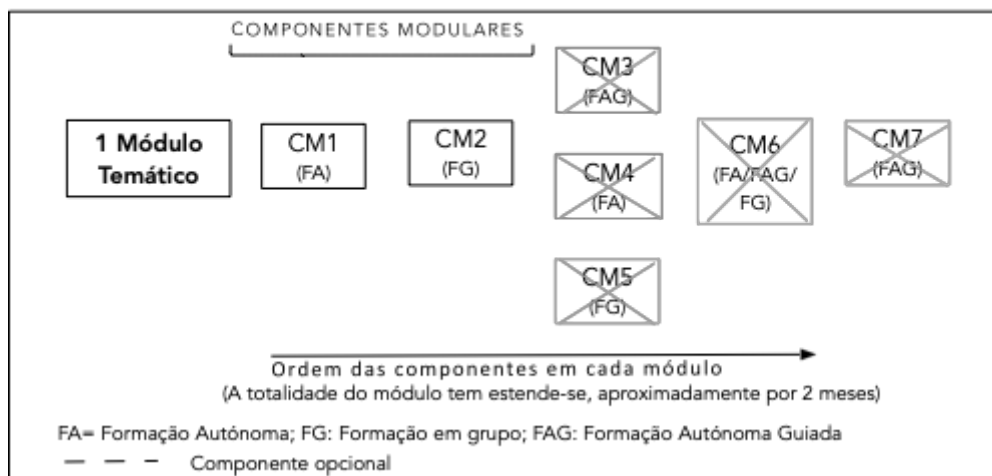 COMPONENTES MODULARES
1 Módulo
Temático
CM1
(FA)
CM2
(FG)
CM3
(FAG)
CM4
(FA)
CM5
(FG)
CM6
(FA/FAG/
FG)
CM7
(FAG)
Ordem das componentes em cada módulo
(A totalidade do módulo tem estende-se, aproximadamente por 2 meses)
FA= Formação Autónoma; FG: Formação em grupo; FAG: Formação Autónoma Guiada
Componente opcional